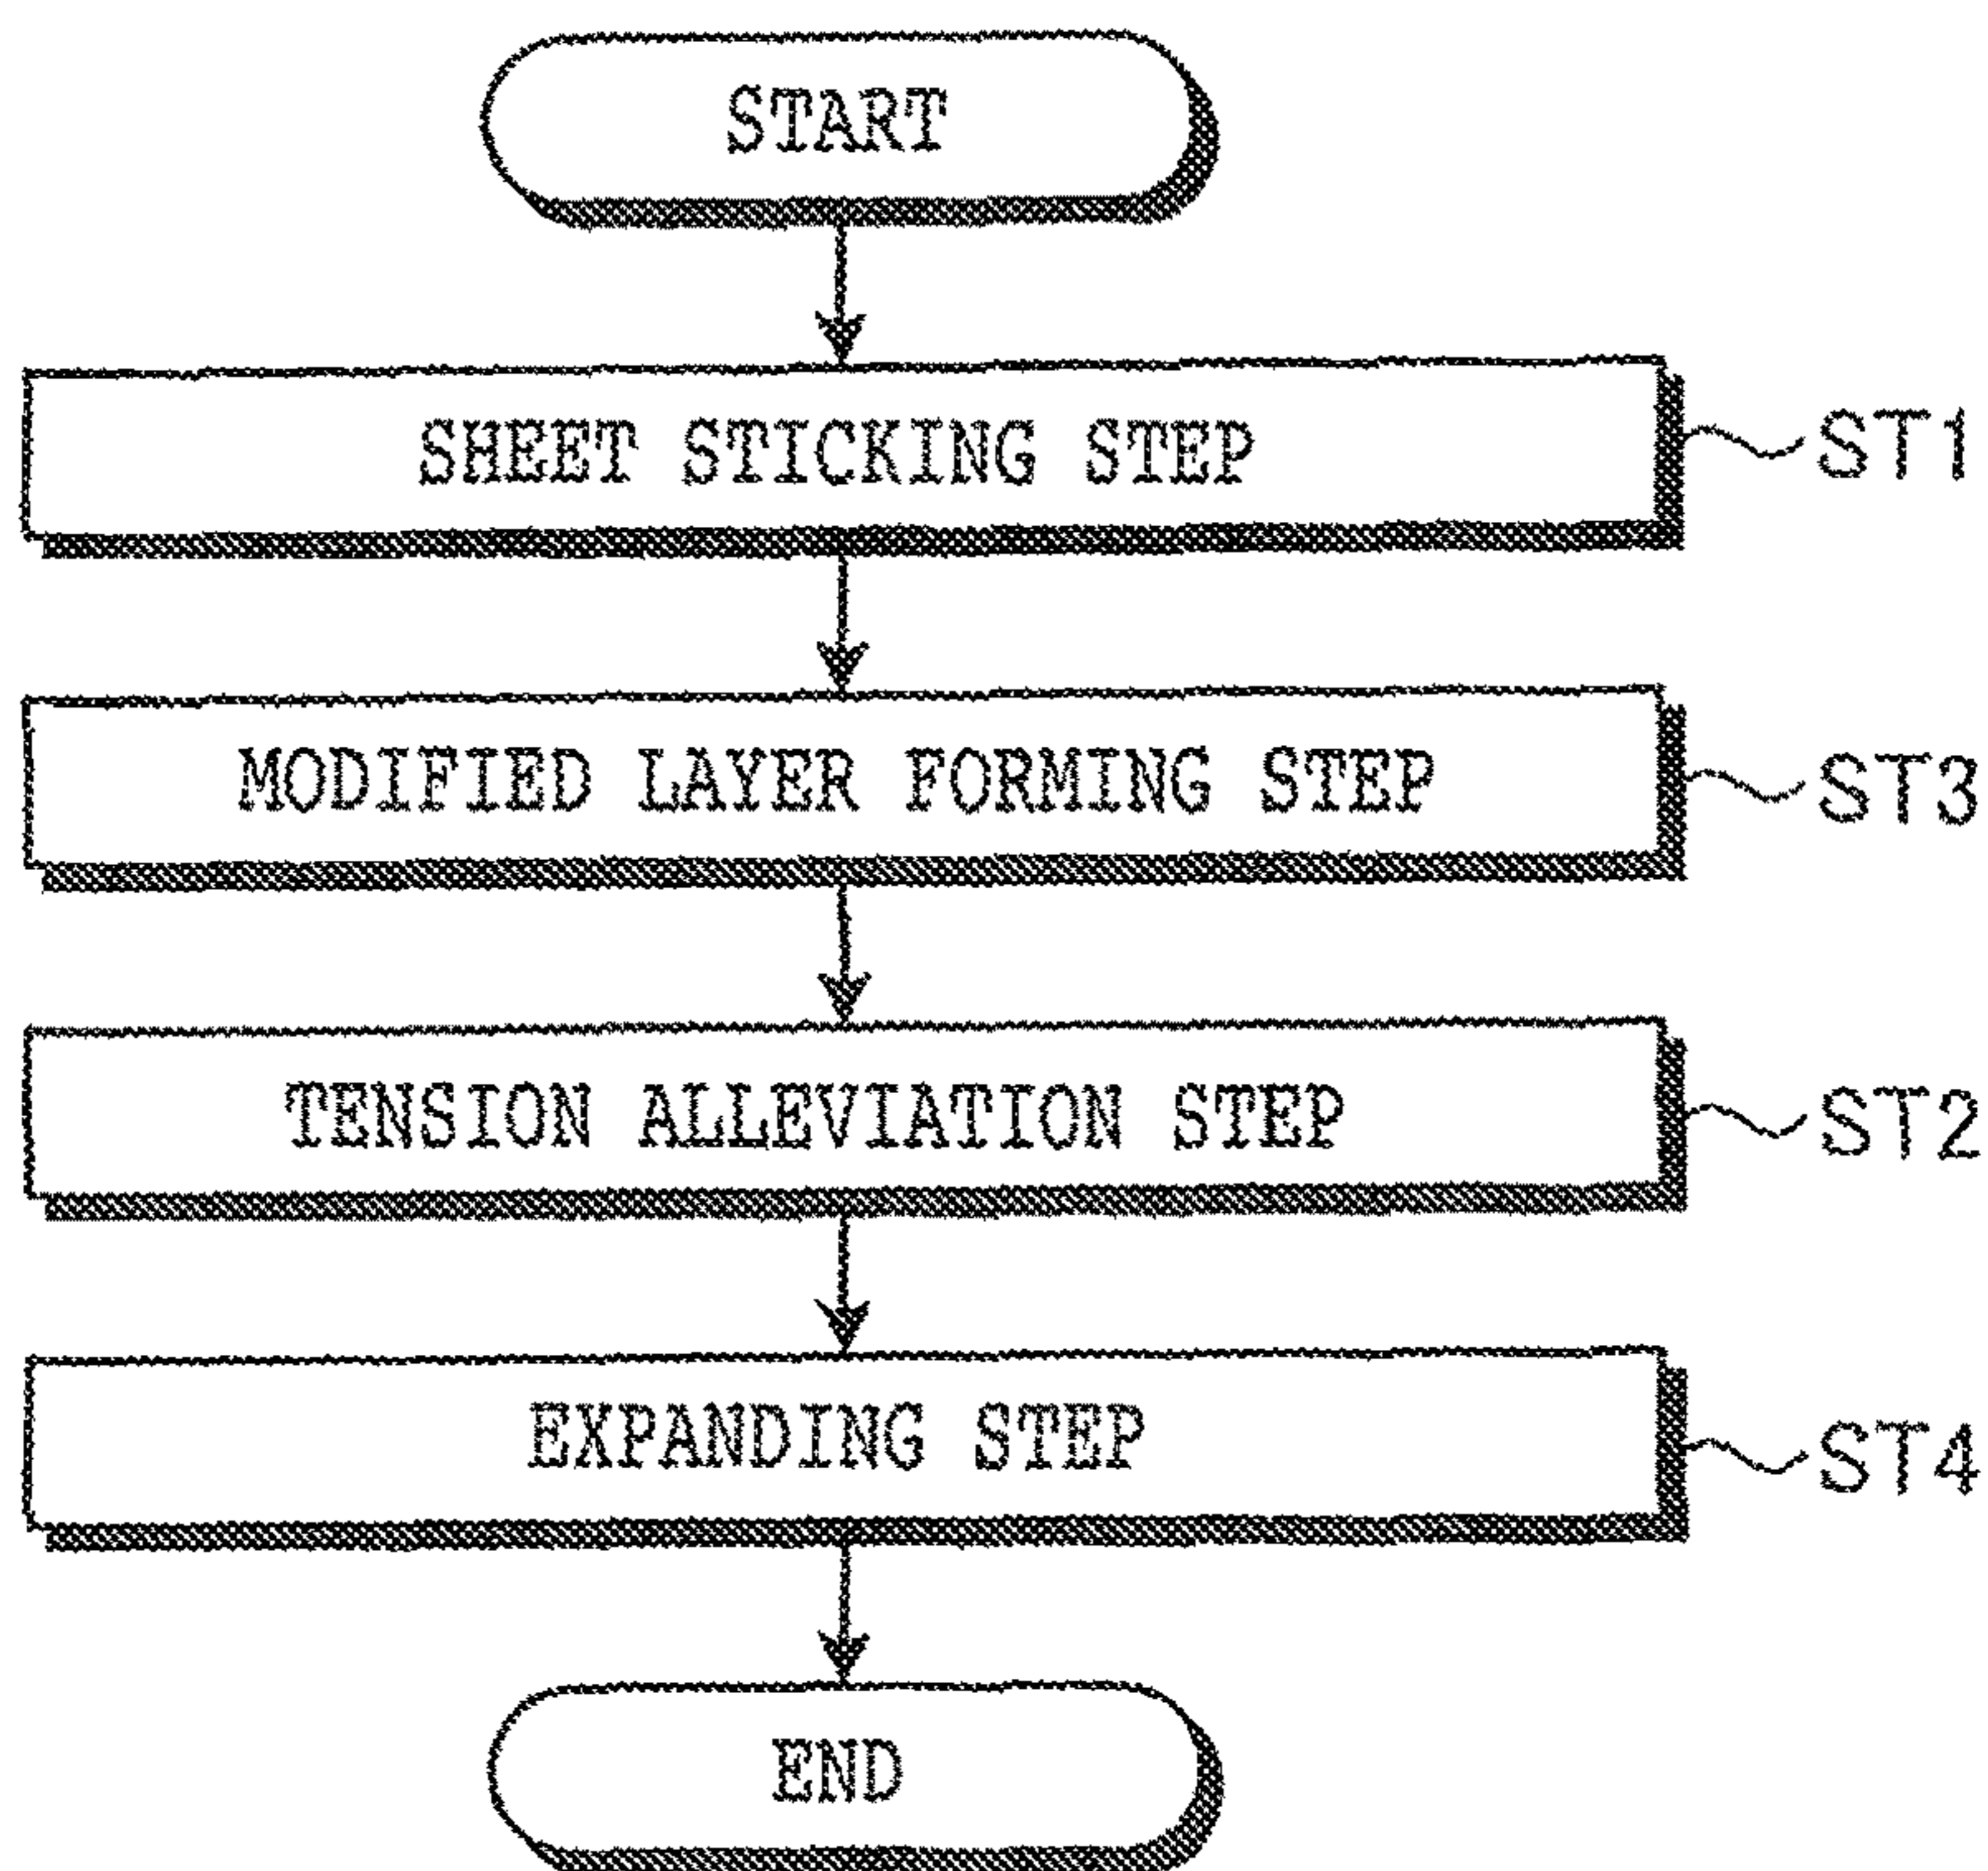 START
SHEET STICKING STEP
ST1
MODIFIED LAYER FORMING STEP
ST3
TENSION ALLEVIATION STEP
ST2
EXPANDING STEP
ST4
END